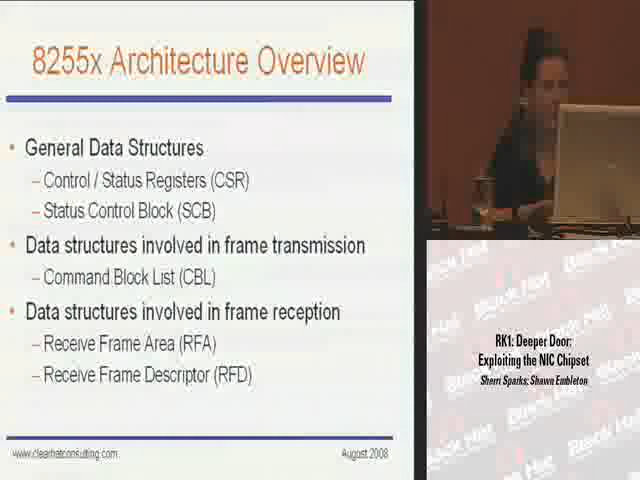 8255x Architecture Overview
• General Data Structures
– Control / Status Registers (CSR)
– Status Control Block (SCB)
• Data structures involved in frame transmission
– Command Block List (CBL)
• Data structures involved in frame reception
– Receive Frame Area (RFA)
– Receive Frame Descriptor (RFD)
www.clearhatconsulting.com
August 2008
RK1: Deeper Door:
Exploiting the NIC Chipset
Sherri Sparks; Shawn Embleton